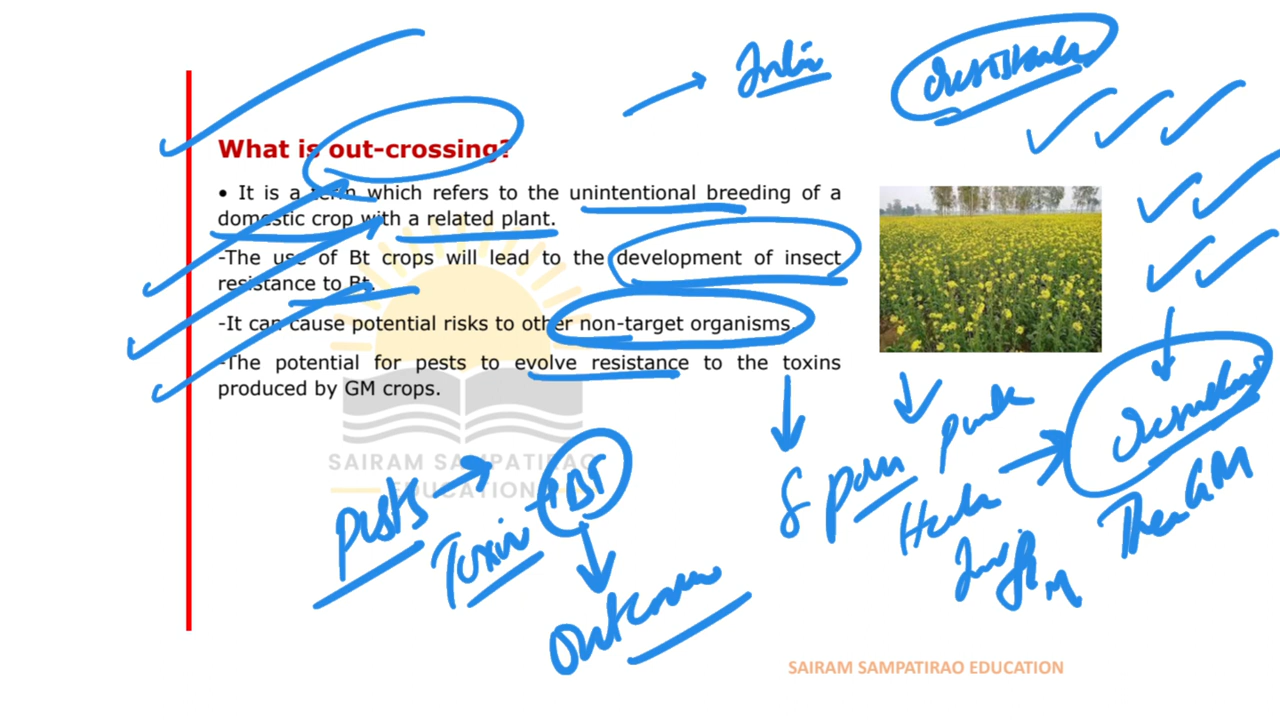 What is out-crossing?
• It is a term which refers to the unintentional breeding of a
domestic crop with a related plant.
-The use of Bt crops will lead to the development of insect
resistance to Bt.
-It can cause potential risks to other non-target organisms.
-The potential for pests to evolve resistance to the toxins
produced by GM crops.
SAIRAM SAMPATIRAO
EDUCATION
Pests
Toxin
BT
SAIRAM SAMPATIRAO EDUCATION